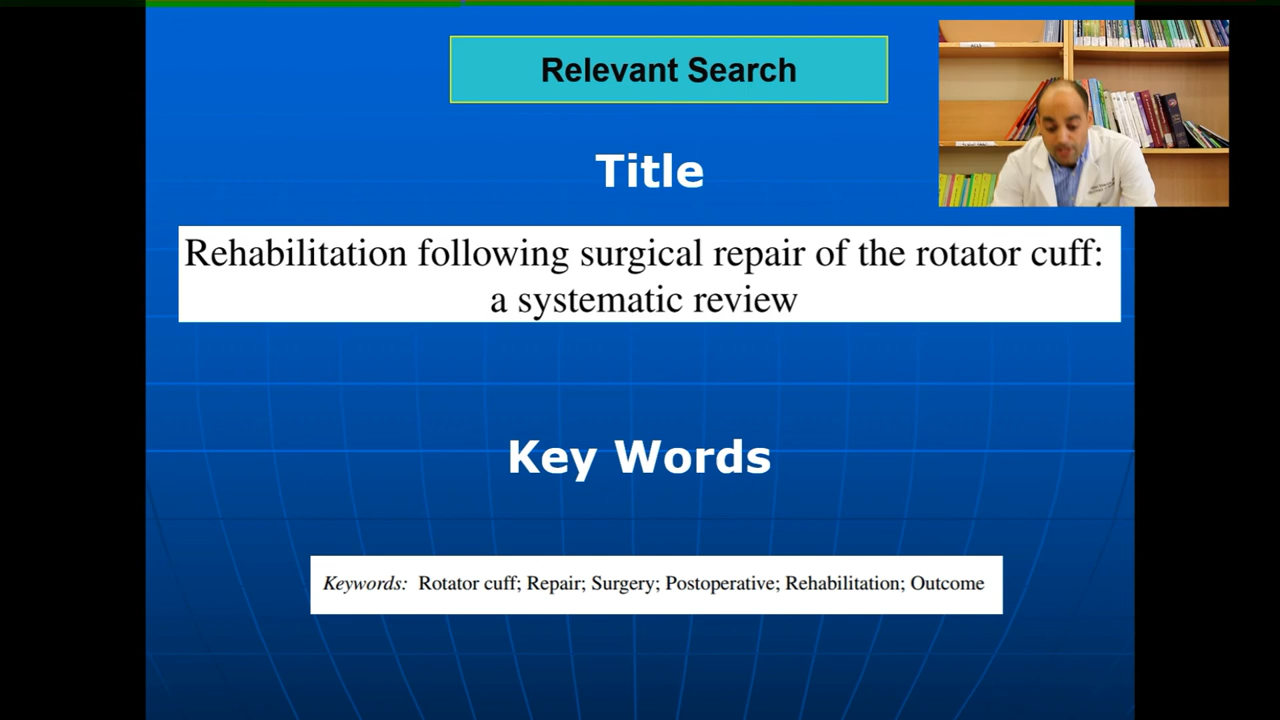 Relevant Search
Title
Rehabilitation following surgical repair of the rotator cuff:
a systematic review
Key Words
Keywords: Rotator cuff; Repair; Surgery; Postoperative; Rehabilitation; Outcome